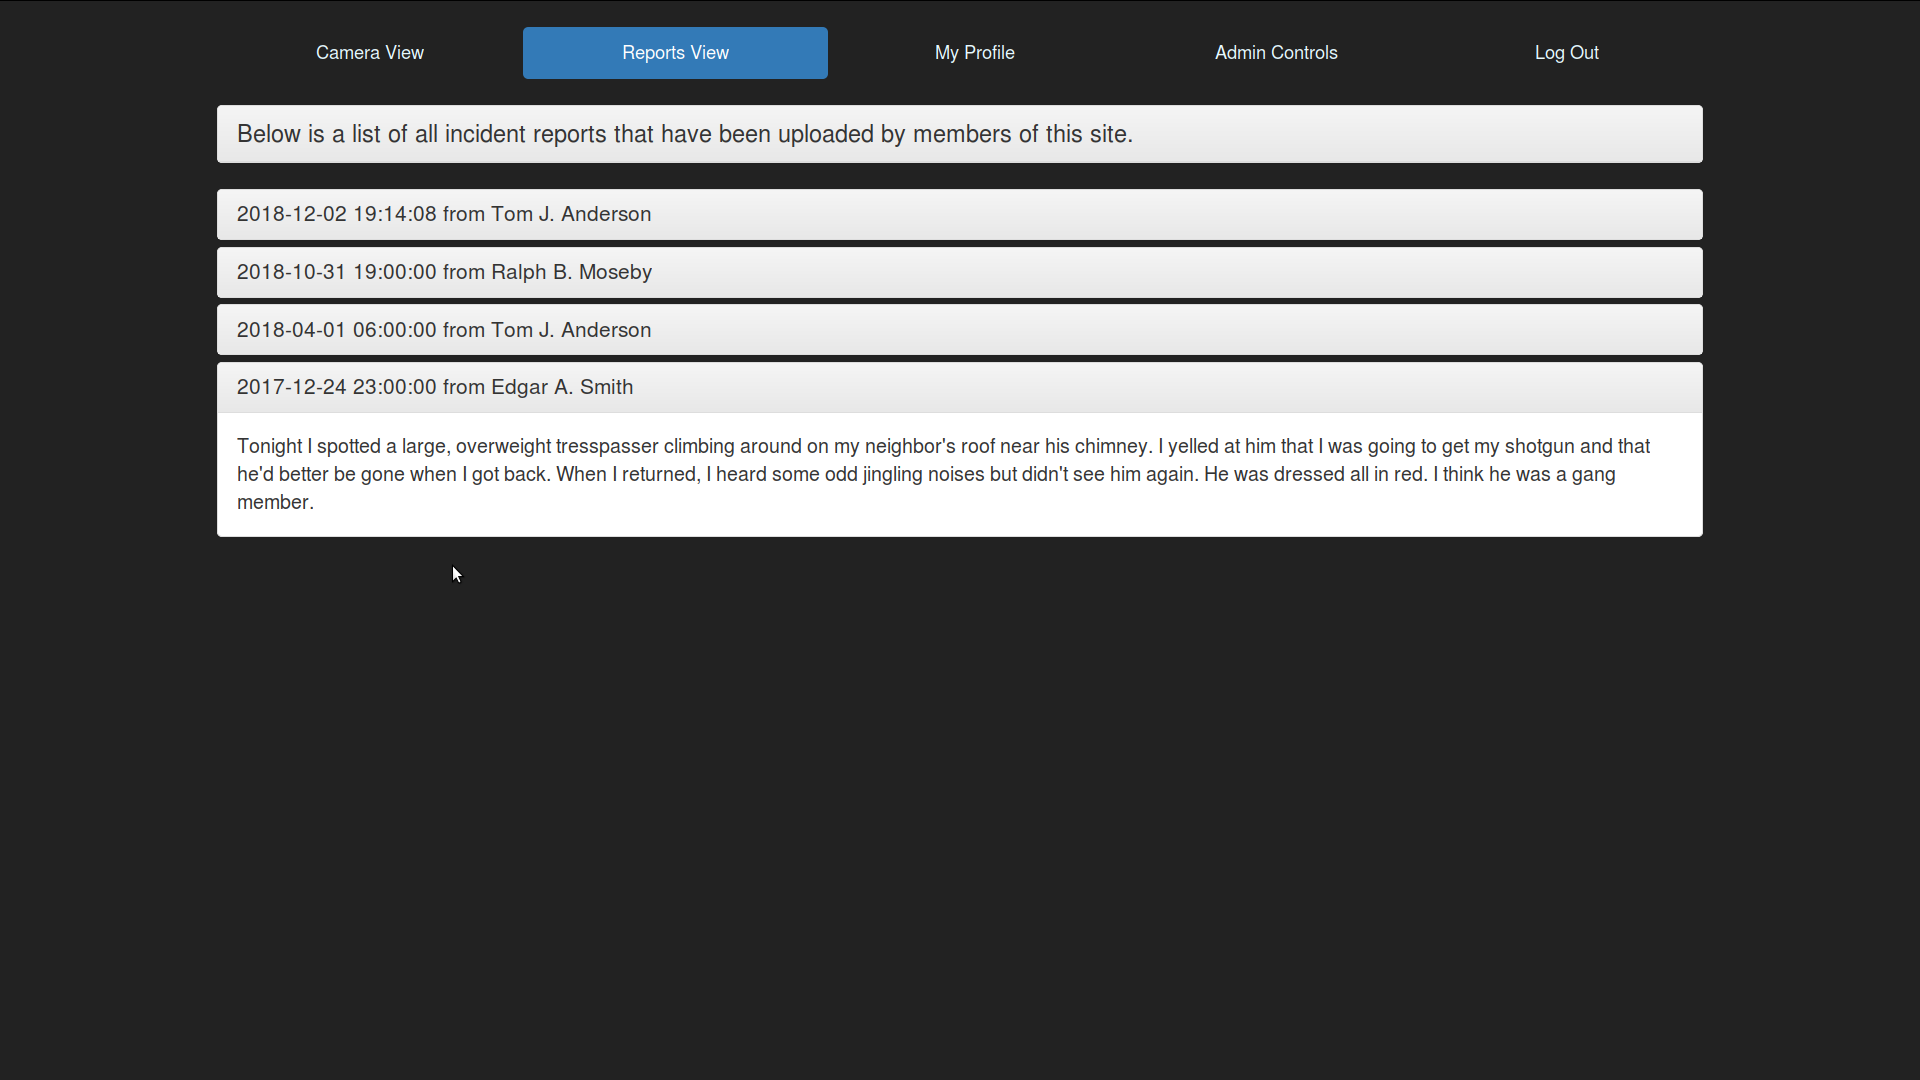 Camera View
Reports View
My Profile
Admin Controls
Log Out
Below is a list of all incident reports that have been uploaded by members of this site.
2018-12-02 19:14:08 from Tom J. Anderson
2018-10-31 19:00:00 from Ralph B. Moseby
2018-04-01 06:00:00 from Tom J. Anderson
2017-12-24 23:00:00 from Edgar A. Smith
Tonight I spotted a large, overweight tresspasser climbing around on my neighbor's roof near his chimney. I yelled at him that I was going to get my shotgun and that
he'd better be gone when I got back. When I returned, I heard some odd jingling noises but didn't see him again. He was dressed all in red. I think he was a gang
member.